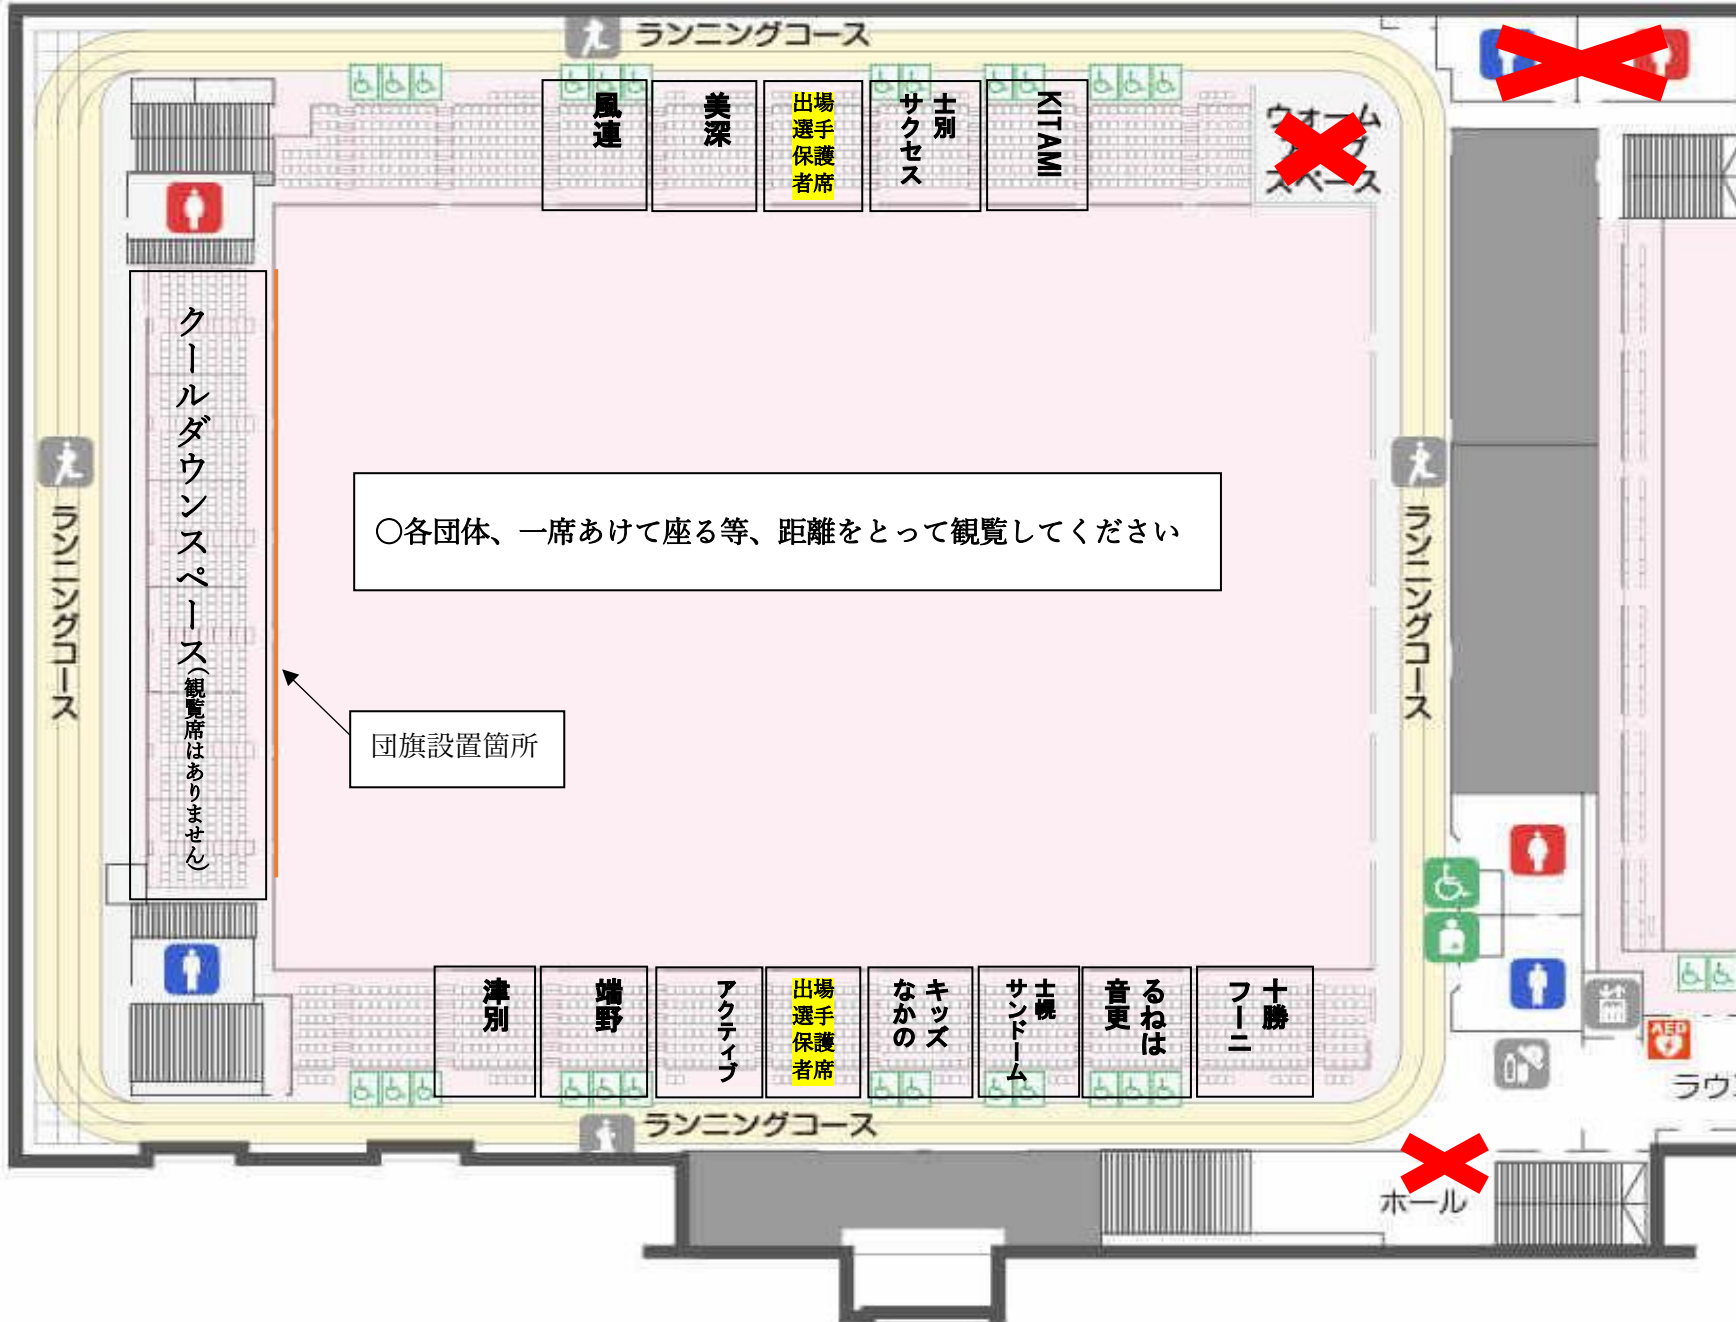 ランニングコース
風連
美深
出場
選手
保護
者席
士別
サクセス
KITAMI
ウォーム
スペース
クールダウンスペース（観覧席はありません）
ランニングコース
ランニングコース
〇各団体、一席あけて座る等、距離をとって観覧してください
団旗設置箇所
津別
端野
アクティブ
出場
選手
保護
者席
キッズ
なかの
士幌
サンドーム
るねは
音更
十勝
フーニ
AED
ラウ
ランニングコース
ホール